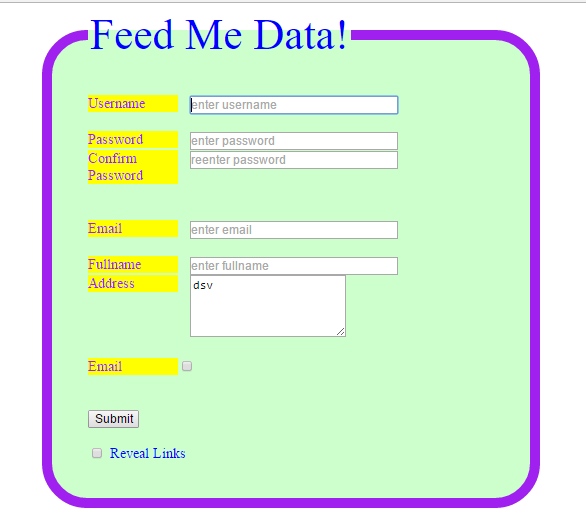 Feed Me Data!
Username enter username
Password enter password
Confirm Password reenter password
Email enter email
Fullname enter fullname
Address dsv
Email
Submit
Reveal Links